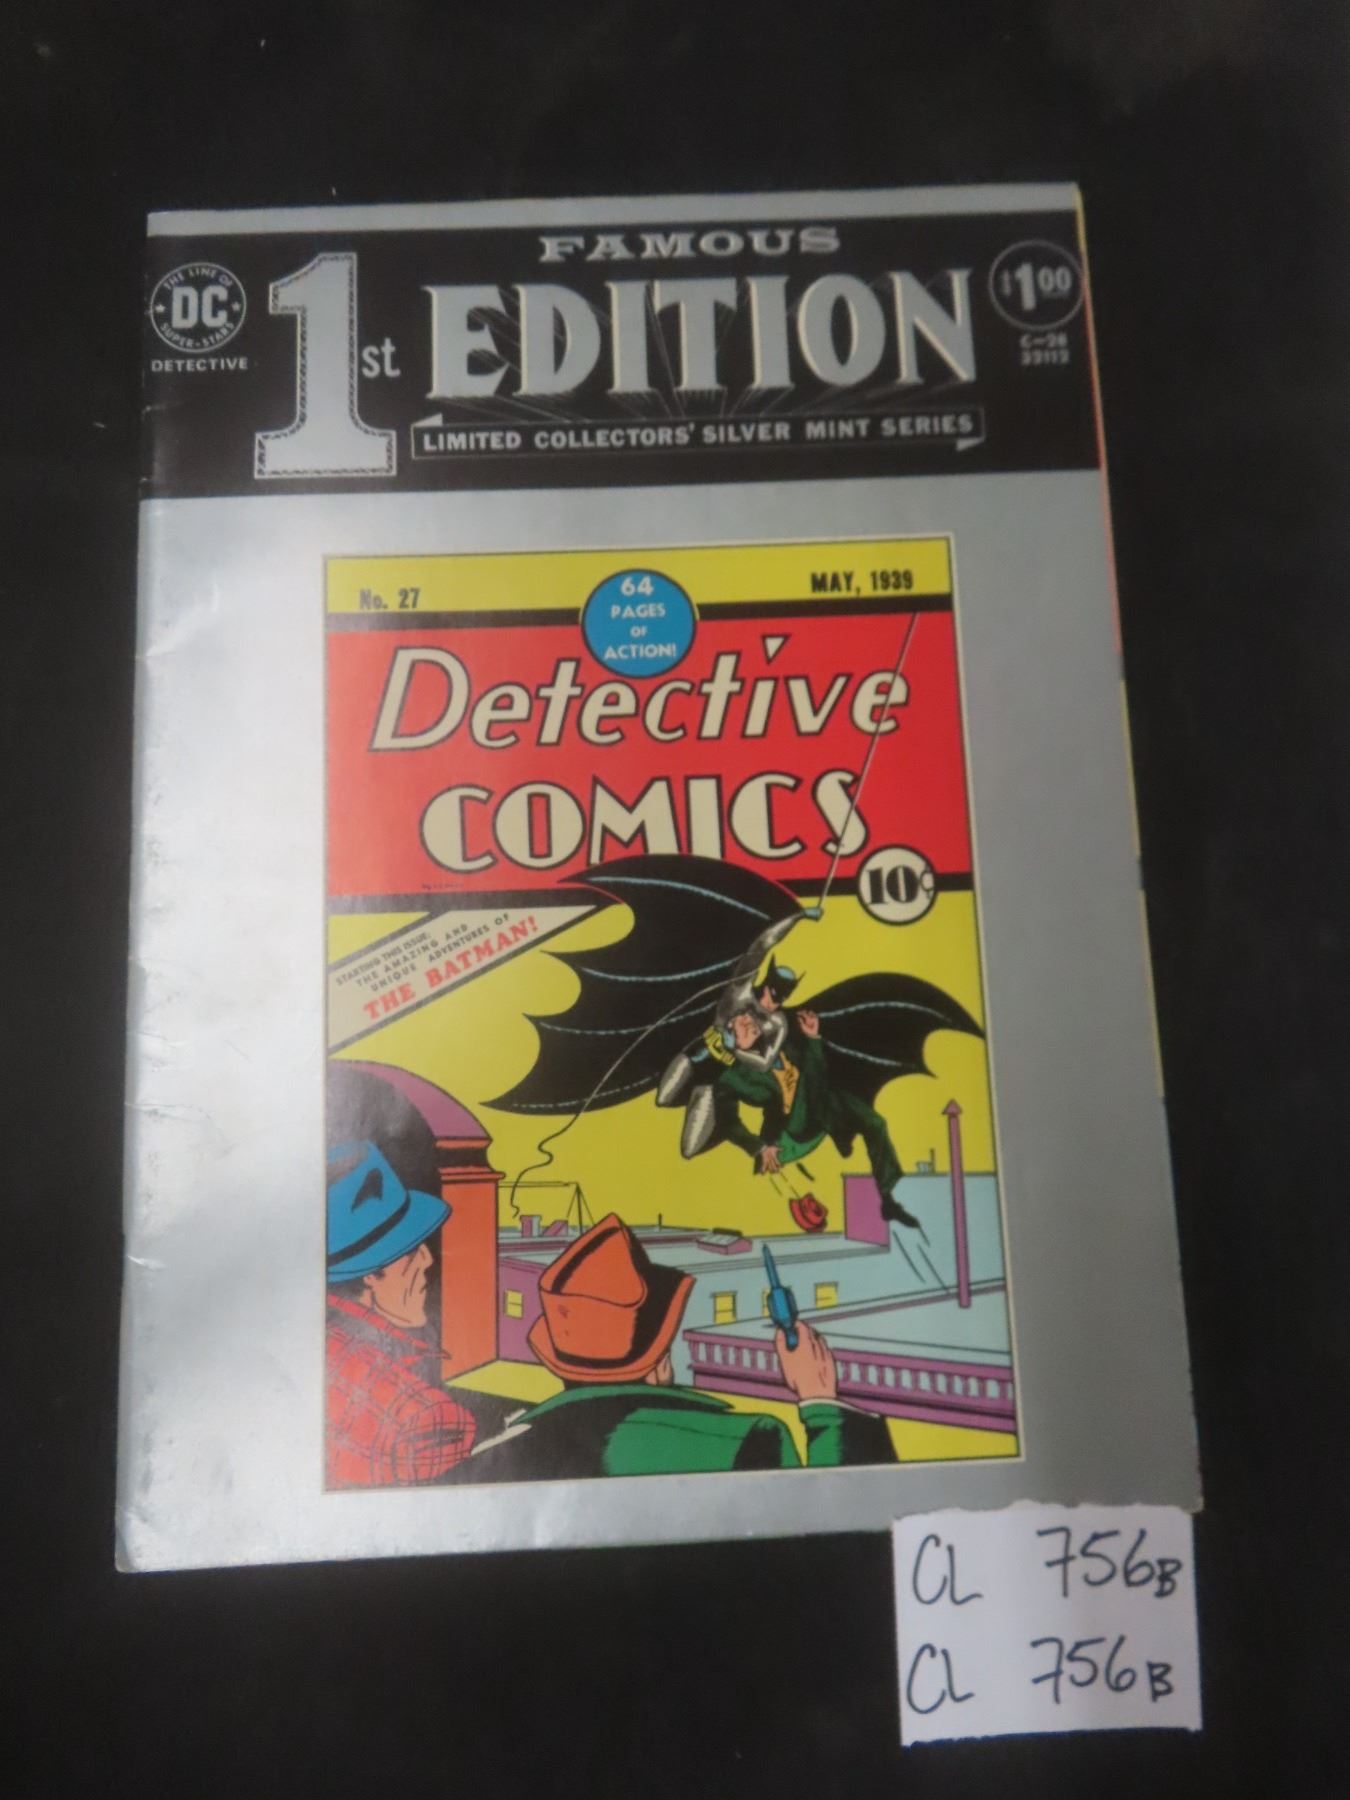 THE LINE OF
DC
SUPER-STARS
DETECTIVE
FAMOUS
1st EDITION
LIMITED COLLECTORS' SILVER MINT SERIES
$1.00
C-28
No. 27
64
PAGES
OF
ACTION!
MAY, 1939
Detective
COMICS
10¢
STARTING THIS ISSUE:
THE AMAZING AND
UNIQUE ADVENTURES OF
THE BATMAN!
CL 756B
CL 756B